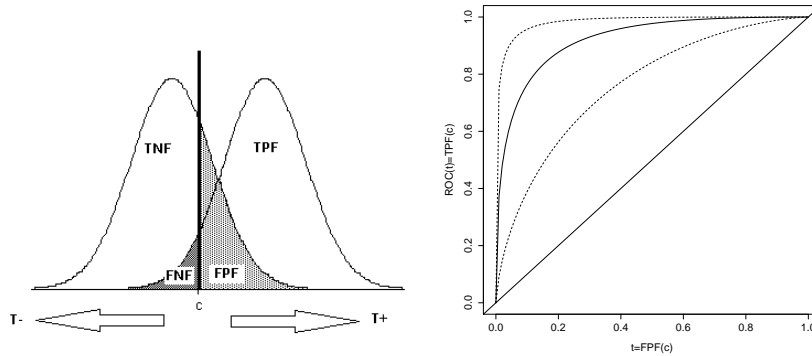 TNF
TPF
FNF
FPF
c
T-
T+
ROC(t)=TPF(c)
1.0
0.8
0.6
0.4
0.2
0.0
0.0 0.2 0.4 0.6 0.8 1.0
t=FPF(c)